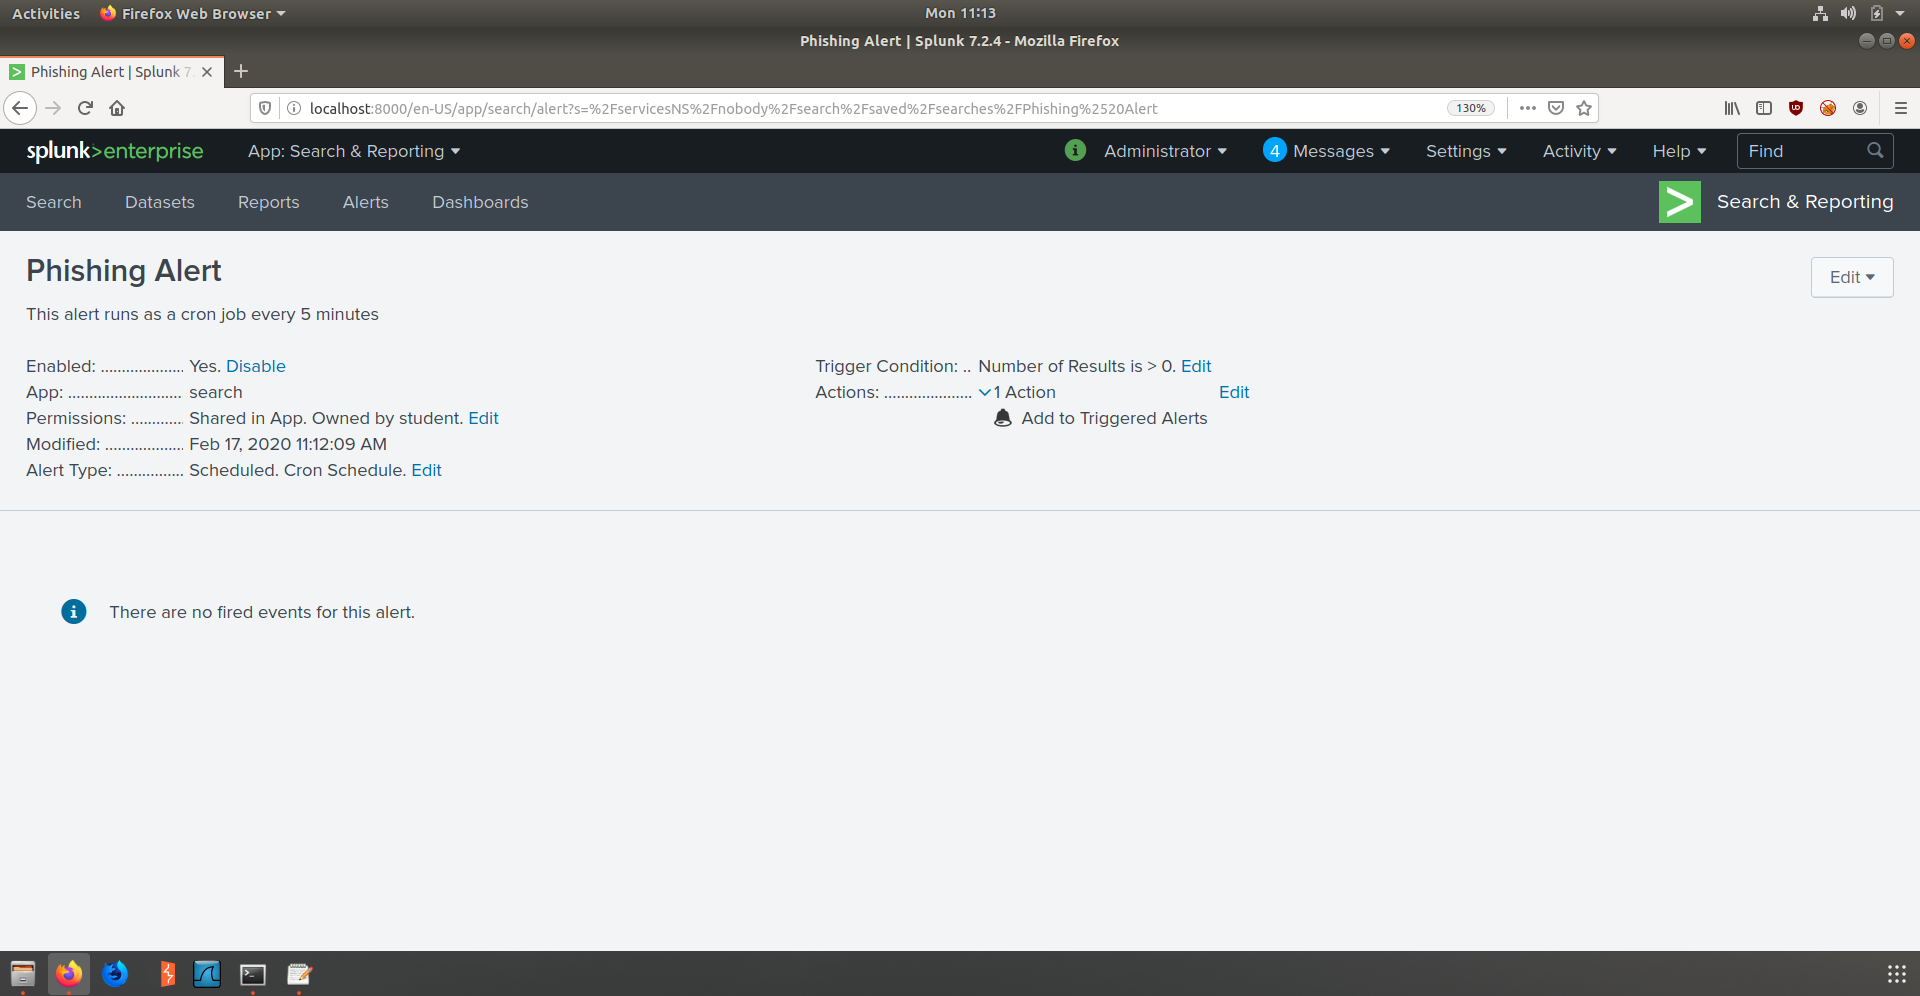 Activities Firefox Web Browser Mon 11:13
Phishing Alert | Splunk 7.2.4 - Mozilla Firefox
Phishing Alert | Splunk 7
localhost:8000/en-US/app/search/alert?s=%2FservicesNS%2Fnobody%2Fsearch%2Fsaved%2Fsearches%2FPhishing%2520Alert 130%
splunk>enterprise App: Search & Reporting i Administrator 4 Messages Settings Activity Help Find
Search Datasets Reports Alerts Dashboards > Search & Reporting
Phishing Alert Edit
This alert runs as a cron job every 5 minutes
Enabled: .................... Yes. Disable Trigger Condition: .. Number of Results is > 0. Edit
App: ........................... search Actions: ..................... 1 Action Edit
Permissions: ............. Shared in App. Owned by student. Edit Add to Triggered Alerts
Modified: ................... Feb 17, 2020 11:12:09 AM
Alert Type: ................ Scheduled. Cron Schedule. Edit
i There are no fired events for this alert.